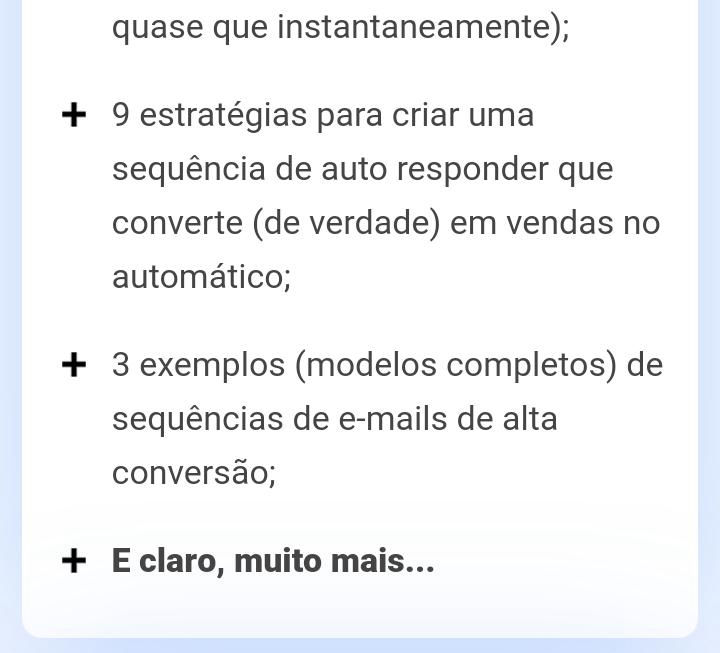 quase que instantaneamente);
+ 9 estratégias para criar uma
sequência de auto responder que
converte (de verdade) em vendas no
automático;
+ 3 exemplos (modelos completos) de
sequências de e-mails de alta
conversão;
+ E claro, muito mais...